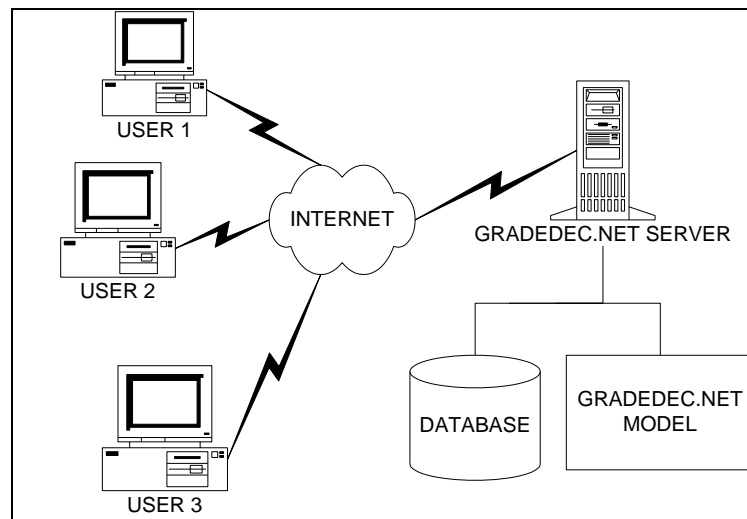 USER 1
INTERNET
GRADEDEC.NET SERVER
USER 2
DATABASE
GRADEDEC.NET
MODEL
USER 3